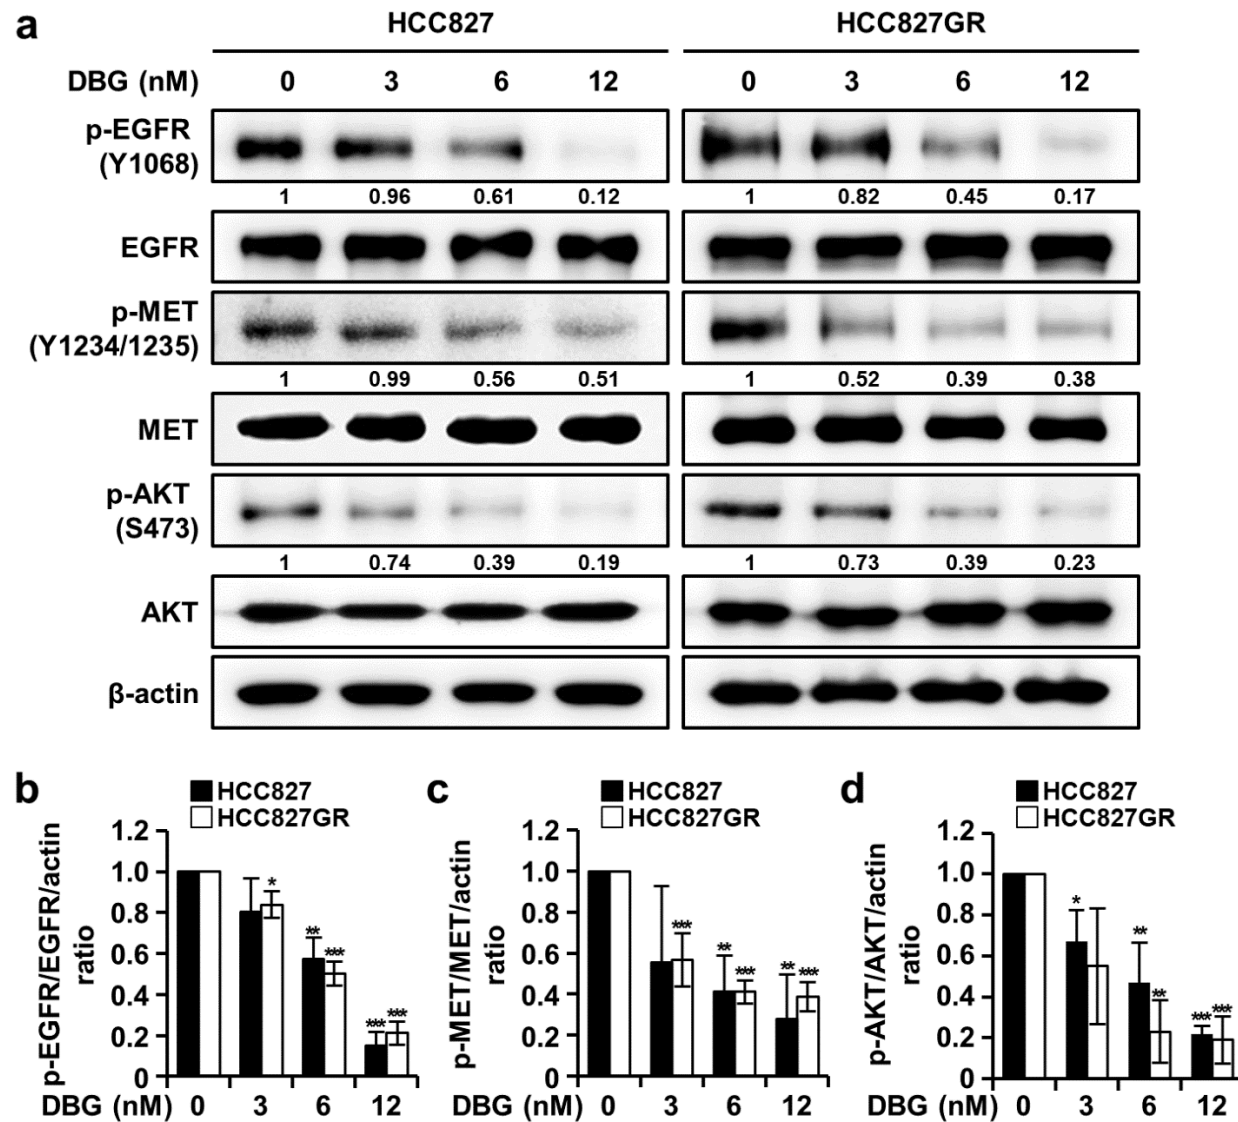 a
HCC827 HCC827GR
DBG (nM) 0 3 6 12 0 3 6 12
p-EGFR
(Y1068)
1 0.96 0.61 0.12 1 0.82 0.45 0.17
EGFR
p-MET
(Y1234/1235)
1 0.99 0.56 0.51 1 0.52 0.39 0.38
MET
p-AKT
(S473)
1 0.74 0.39 0.19 1 0.73 0.39 0.23
AKT
β-actin
b
HCC827
HCC827GR
p-EGFR/EGFR/actin
ratio
1.2
1.0
0.8
0.6
0.4
0.2
0
*
**
***
***
***
DBG (nM) 0 3 6 12
c
HCC827
HCC827GR
p-MET/MET/actin
ratio
1.2
1.0
0.8
0.6
0.4
0.2
0
***
**
***
**
***
DBG (nM) 0 3 6 12
d
HCC827
HCC827GR
p-AKT/AKT/actin
ratio
1.2
1.0
0.8
0.6
0.4
0.2
0
*
**
**
***
***
DBG (nM) 0 3 6 12